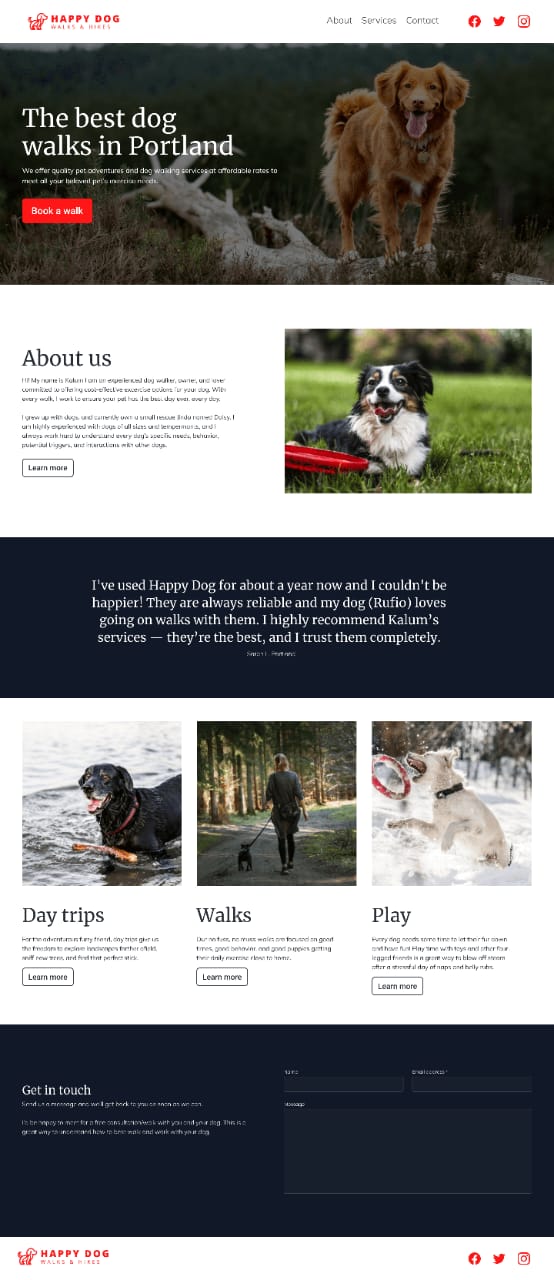 HAPPY DOG
WALKS & HIKES
About Services Contact
The best dog
walks in Portland
We offer quality pet adventures and dog walking services at affordable rates to
meet all your beloved pet's exercise needs.
Book a walk
About us
Hi! My name is Kalum I am an experienced dog walker, owner, and lover
committed to offering cost-effective excercise options for your dog. With
every walk, I work to ensure your pet has the best day ever, every day.
I grew up with dogs, and currently own a small rescue named Daisy. I
am highly experienced with dogs of all sizes and temperments, and I
always work hard to understand every dog's specific needs, behavior,
potential triggers, and interactions with other dogs.
Learn more
I've used Happy Dog for about a year now and I couldn't be
happier! They are always reliable and my dog (Rufio) loves
going on walks with them. I highly recommend Kalum's
services — they're the best, and I trust them completely.
Sarah - Portland
Day trips
For the adventurous furry friend, day trips give us
the freedom to explore landscapes farther afield,
sniff new trees, and find that perfect stick.
Learn more
Walks
Our no-fuss, no-muss walks are focused on good
times, good behavior, and good puppies getting
their daily exercise close to home.
Learn more
Play
Every dog needs some time to let their fur down
and have fun! Play time with toys and other four
legged friends is a great way to blow off steam
after a stressful day of naps and belly rubs.
Learn more
Get in touch
Send us a message and we'll get back to you as soon as we can.
I'd be happy to meet for a free consultation/walk with you and your dog. This is a
great way to understand how to best walk and work with your dog.
Name
Email address *
Message
HAPPY DOG
WALKS & HIKES